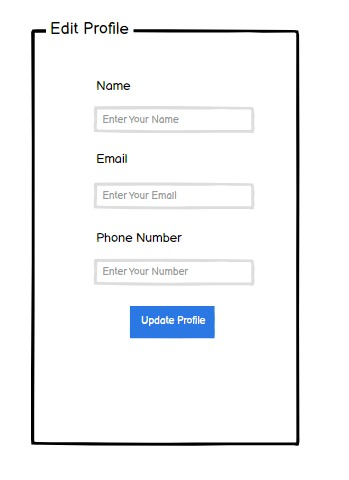 Edit Profile
Name
Enter Your Name
Email
Enter Your Email
Phone Number
Enter Your Number
Update Profile